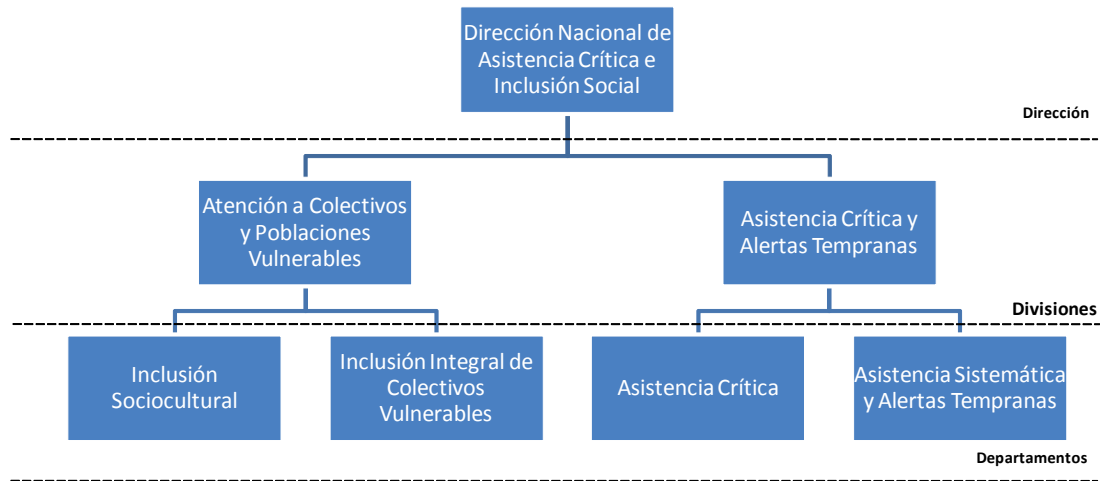 Dirección Nacional de
Asistencia Crítica e
Inclusión Social
Dirección
Atención a Colectivos
y Poblaciones
Vulnerables
Asistencia Crítica y
Alertas Tempranas
Divisiones
Inclusión
Sociocultural
Inclusión Integral de
Colectivos
Vulnerables
Asistencia Crítica
Asistencia Sistemática
y Alertas Tempranas
Departamentos